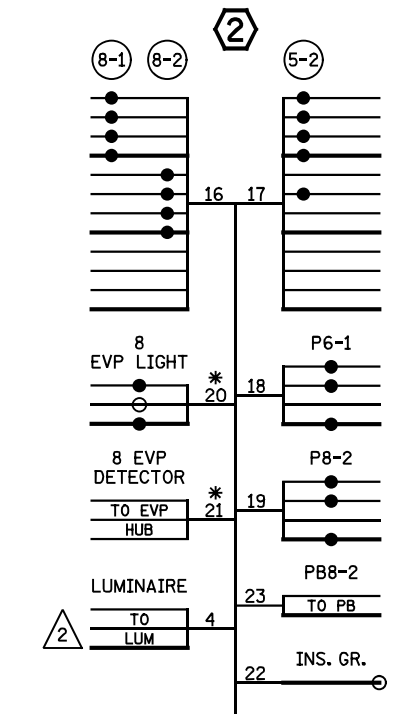 2
8-1 8-2 5-2
16 17
8
EVP LIGHT
*
20
P6-1
18
8 EVP
DETECTOR
TO EVP
HUB
*
21
P8-2
19
LUMINAIRE
TO
LUM
2
4
PB8-2
23
TO PB
INS. GR.
22